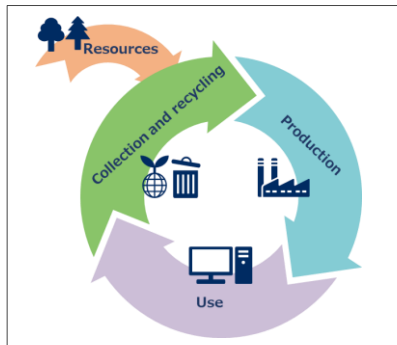 Resources
Collection and recycling
Production
Use